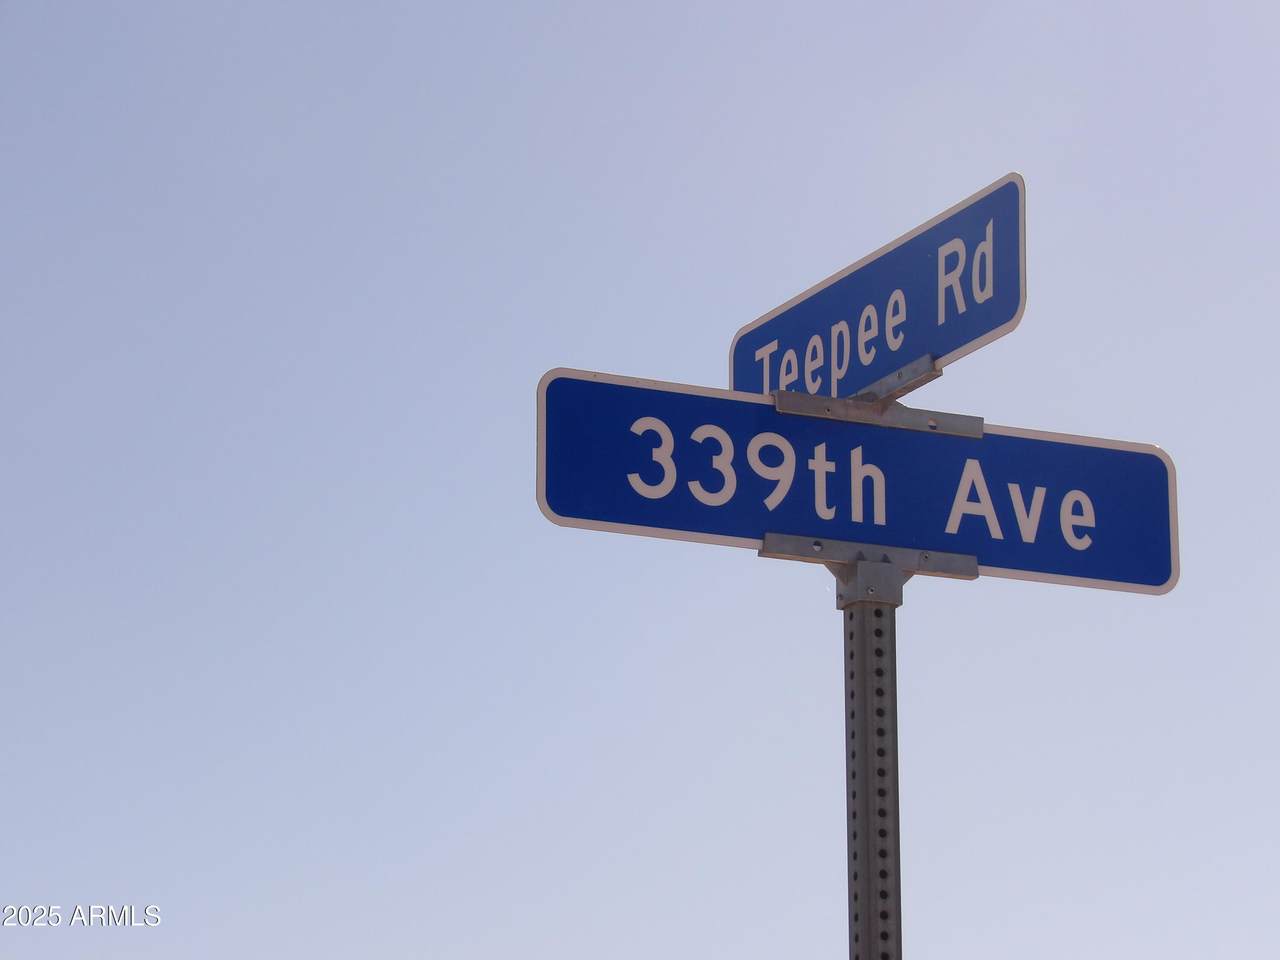 Teepee Rd
339th Ave
2025 ARMLS